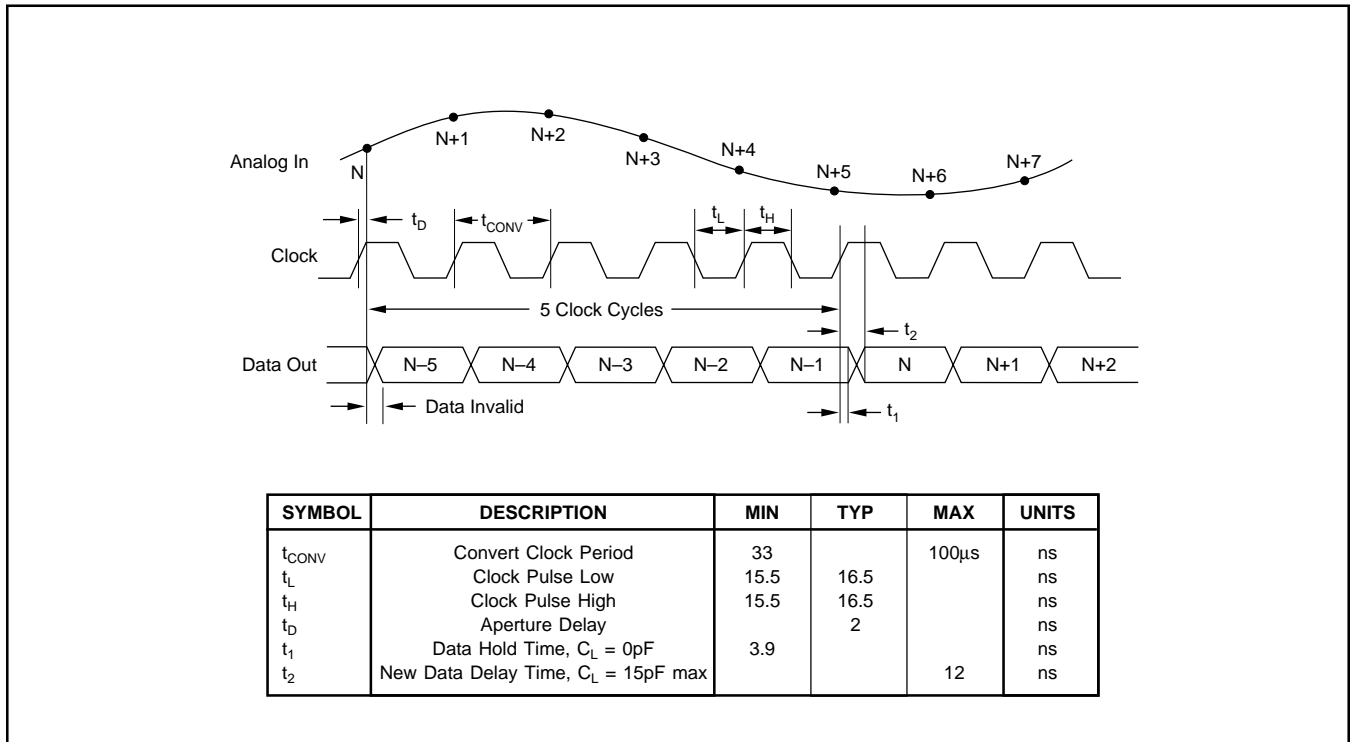 N+1
N+2
N+3
N+4
N+5
N+6
N+7
Analog In
N
tD
tCONV
tL
tH
Clock
5 Clock Cycles
t2
Data Out
N–5
N–4
N–3
N–2
N–1
N
N+1
N+2
Data Invalid
t1
SYMBOL DESCRIPTION MIN TYP MAX UNITS
tCONV Convert Clock Period 33 100µs ns
tL Clock Pulse Low 15.5 16.5 ns
tH Clock Pulse High 15.5 16.5 ns
tD Aperture Delay 2 ns
t1 Data Hold Time, CL = 0pF 3.9 ns
t2 New Data Delay Time, CL = 15pF max 12 ns